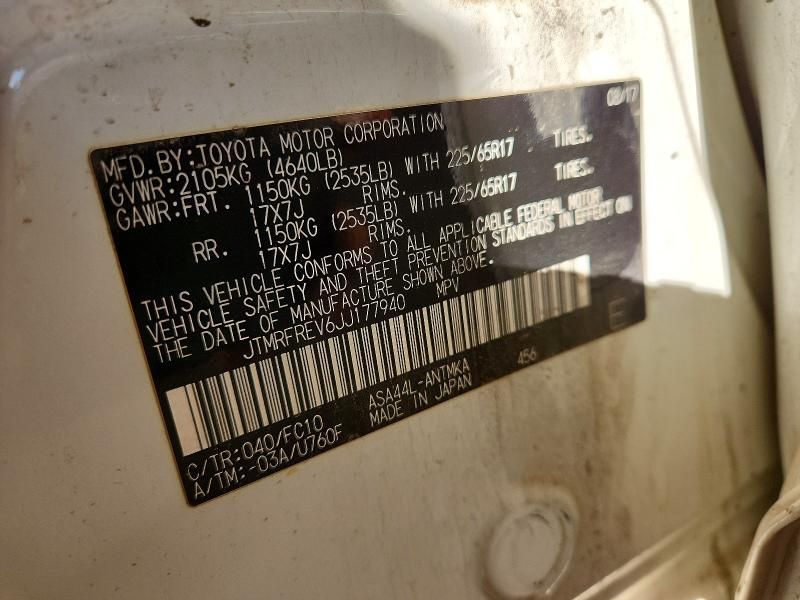 08/17
MFD.BY:TOYOTA MOTOR CORPORATION
GVWR:2105KG (4640LB)
GAWR:FRT. 1150KG (2535LB) WITH 225/65R17 TIRES.
17X7J RIMS.
RR. 1150KG (2535LB) WITH 225/65R17 TIRES.
17X7J RIMS.
THIS VEHICLE CONFORMS TO ALL APPLICABLE FEDERAL MOTOR
VEHICLE SAFETY AND THEFT PREVENTION STANDARDS IN EFFECT ON
THE DATE OF MANUFACTURE SHOWN ABOVE.
JTMRFREV6JJ177940 MPV
C/TR:040/FC10 ASA44L-ANTMKA 456
A/TM:-03A/U760F MADE IN JAPAN
E